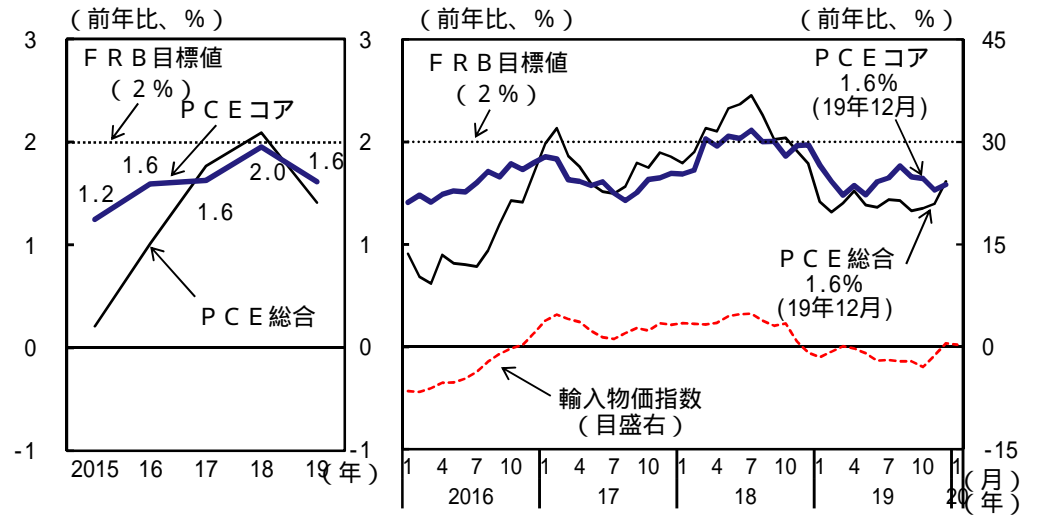 (前年比、%)
3
2
1
0
-1
FRB目標値
(2%)
PCEコア
1.2
1.6
1.6
2.0
1.6
PCE総合
2015 16 17 18 19 (年)
(前年比、%)
(前年比、%)
3
2
1
0
-1
45
30
15
0
-15
FRB目標値
(2%)
PCEコア
1.6%
(19年12月)
PCE総合
1.6%
(19年12月)
輸入物価指数
(目盛右)
1 4 7 10 1 4 7 10 1 4 7 10 1 4 7 10 1 (月)
2016 17 18 19 20 (年)